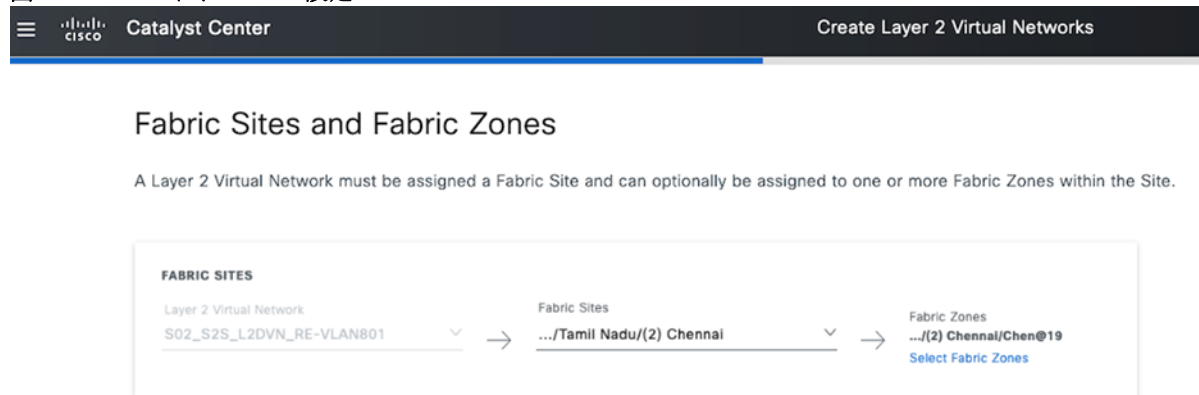 cisco Catalyst Center Create Layer 2 Virtual Networks
Fabric Sites and Fabric Zones
A Layer 2 Virtual Network must be assigned a Fabric Site and can optionally be assigned to one or more Fabric Zones within the Site.
FABRIC SITES
Layer 2 Virtual Network
S02_S2S_L2DVN_RE-VLAN801
Fabric Sites
.../Tamil Nadu/(2) Chennai
Fabric Zones
.../(2) Chennai/Chen@19
Select Fabric Zones